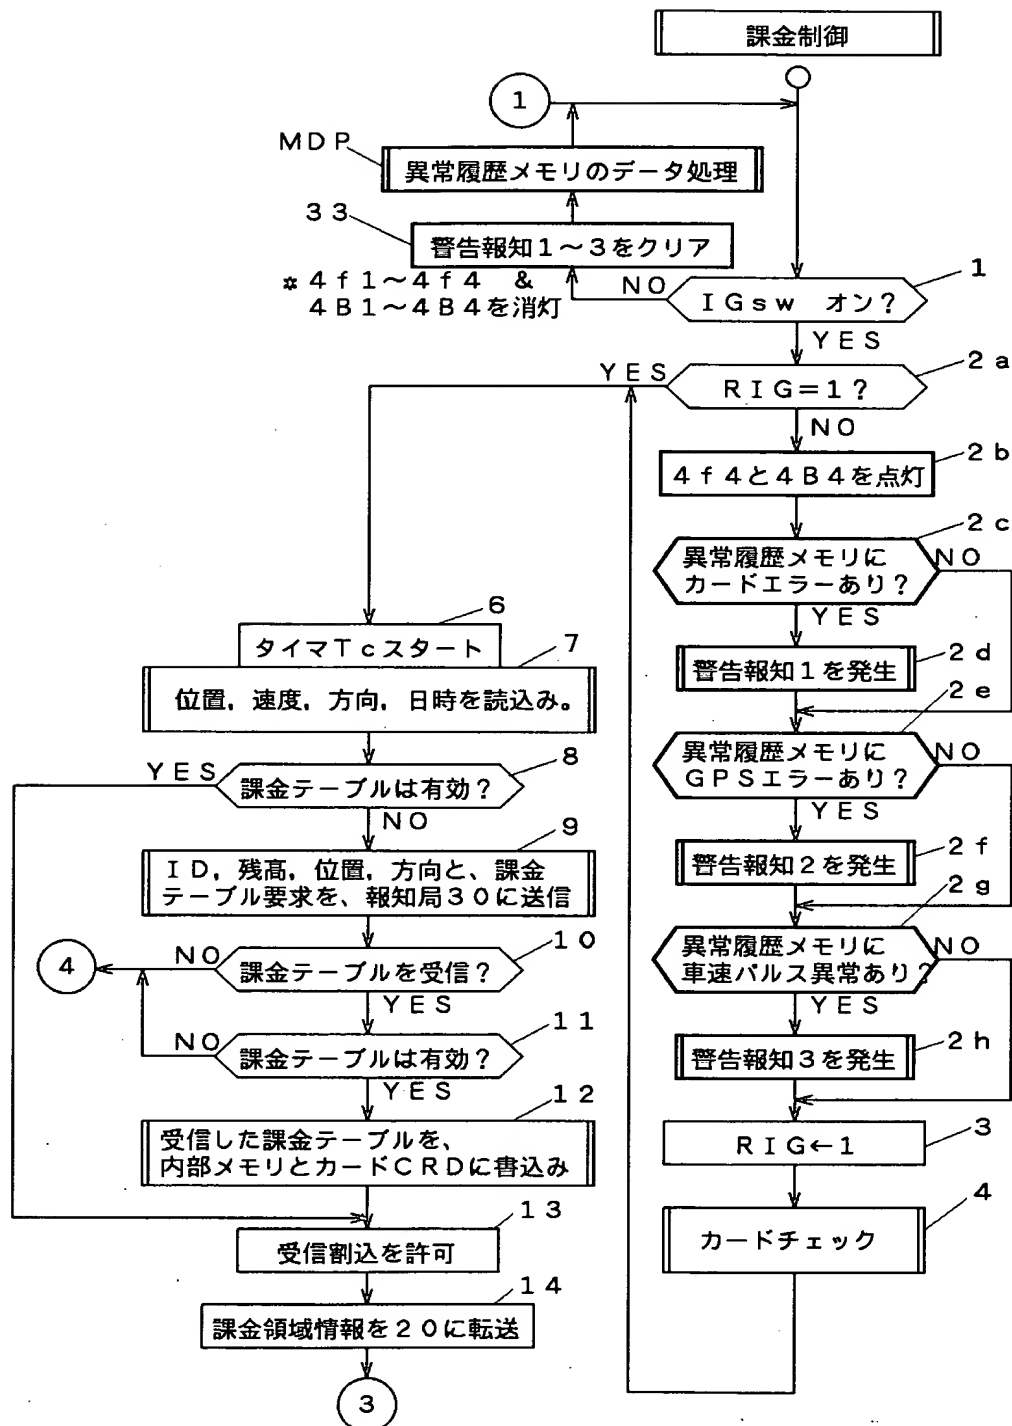 課金制御
1
MDP
異常履歴メモリのデータ処理
33
警告報知1~3をクリア
✡4f1~4f4 &
4B1~4B4を消灯
NO
1
IGsw オン?
YES
2a
YES
RIG=1?
NO
2b
4f4と4B4を点灯
2c
異常履歴メモリに
カードエラーあり?
NO
YES
2d
警告報知1を発生
2e
異常履歴メモリに
GPSエラーあり?
NO
YES
2f
警告報知2を発生
2g
異常履歴メモリに
車速パルス異常あり?
NO
YES
2h
警告報知3を発生
3
RIG←1
4
カードチェック
6
タイマTcスタート
7
位置,速度,方向,日時を読込み。
8
YES
課金テーブルは有効?
NO
9
ID,残高,位置,方向と、課金
テーブル要求を、報知局30に送信
10
4
NO
課金テーブルを受信?
YES
11
NO
課金テーブルは有効?
YES
12
受信した課金テーブルを、
内部メモリとカードCRDに書込み
13
受信割込を許可
14
課金領域情報を20に転送
3